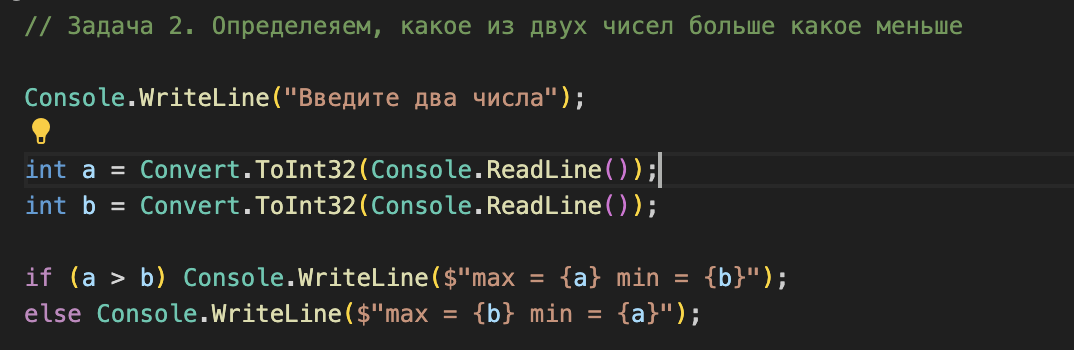 // Задача 2. Определеяем, какое из двух чисел больше какое меньше
Console.WriteLine("Введите два числа");
int a = Convert.ToInt32(Console.ReadLine());
int b = Convert.ToInt32(Console.ReadLine());
if (a > b) Console.WriteLine($"max = {a} min = {b}");
else Console.WriteLine($"max = {b} min = {a}");